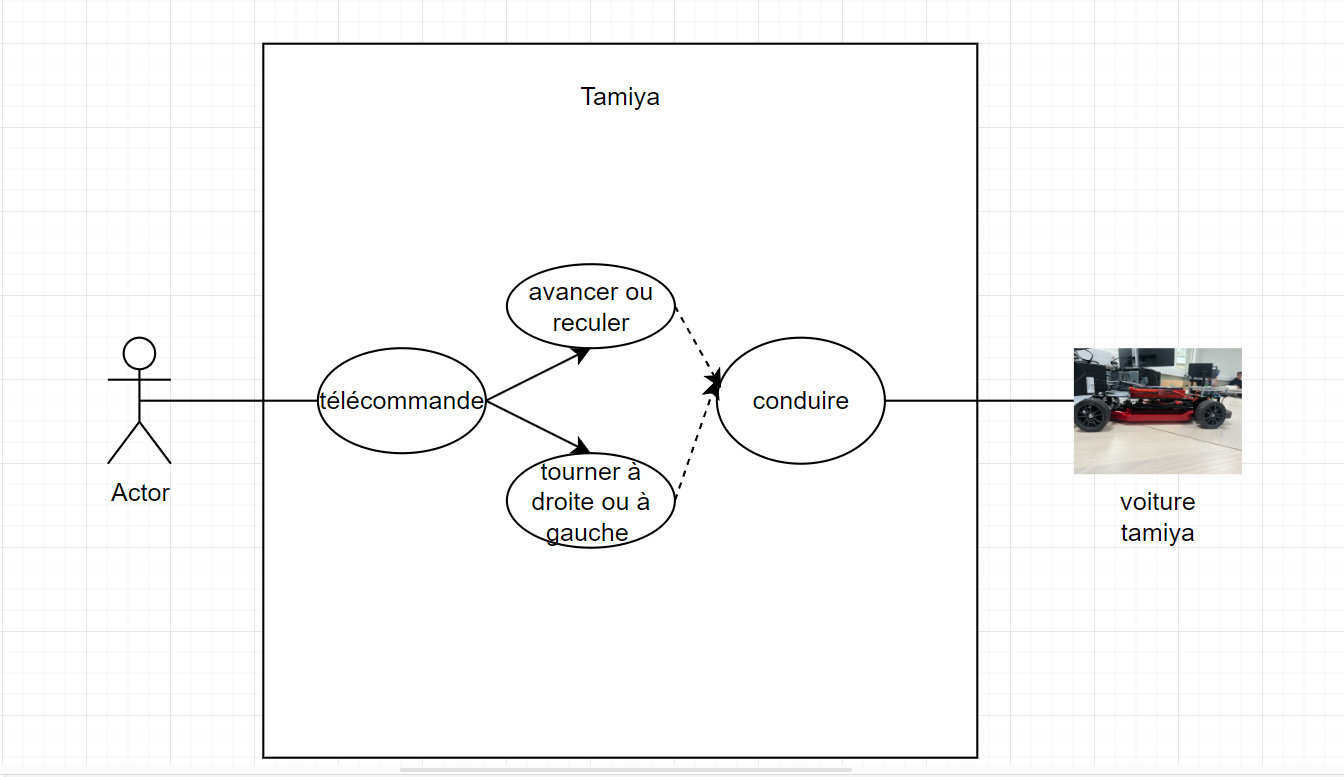 Tamiya
avancer ou
reculer
télécommande
conduire
tourner à
droite ou à
gauche
Actor
voiture
tamiya